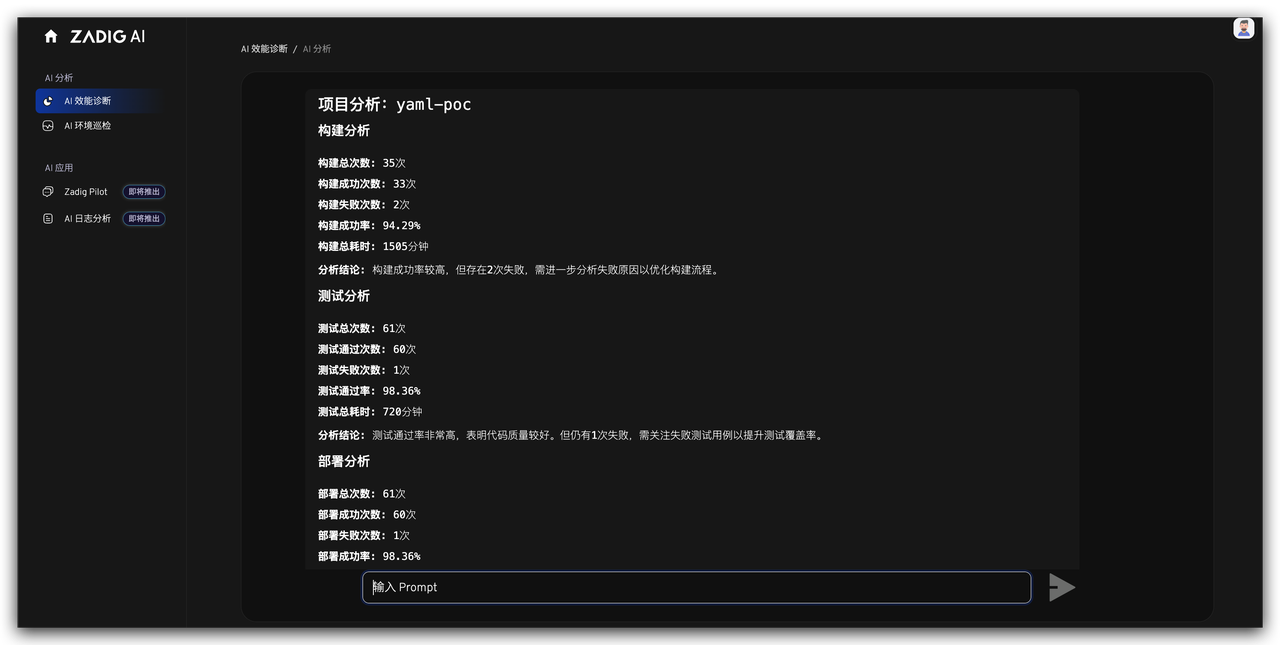 ZADIG AI
AI 分析
AI 效能诊断
AI 环境巡检
AI 应用
Zadig Pilot 即将推出
AI 日志分析 即将推出
AI 效能诊断 / AI 分析
项目分析：yaml-poc
构建分析
构建总次数：35次
构建成功次数：33次
构建失败次数：2次
构建成功率：94.29%
构建总耗时：1505分钟
分析结论：构建成功率较高，但存在2次失败，需进一步分析失败原因以优化构建流程。
测试分析
测试总次数：61次
测试通过次数：60次
测试失败次数：1次
测试通过率：98.36%
测试总耗时：720分钟
分析结论：测试通过率非常高，表明代码质量较好。但仍有1次失败，需关注失败测试用例以提升测试覆盖率。
部署分析
部署总次数：61次
部署成功次数：60次
部署失败次数：1次
部署成功率：98.36%
输入 Prompt